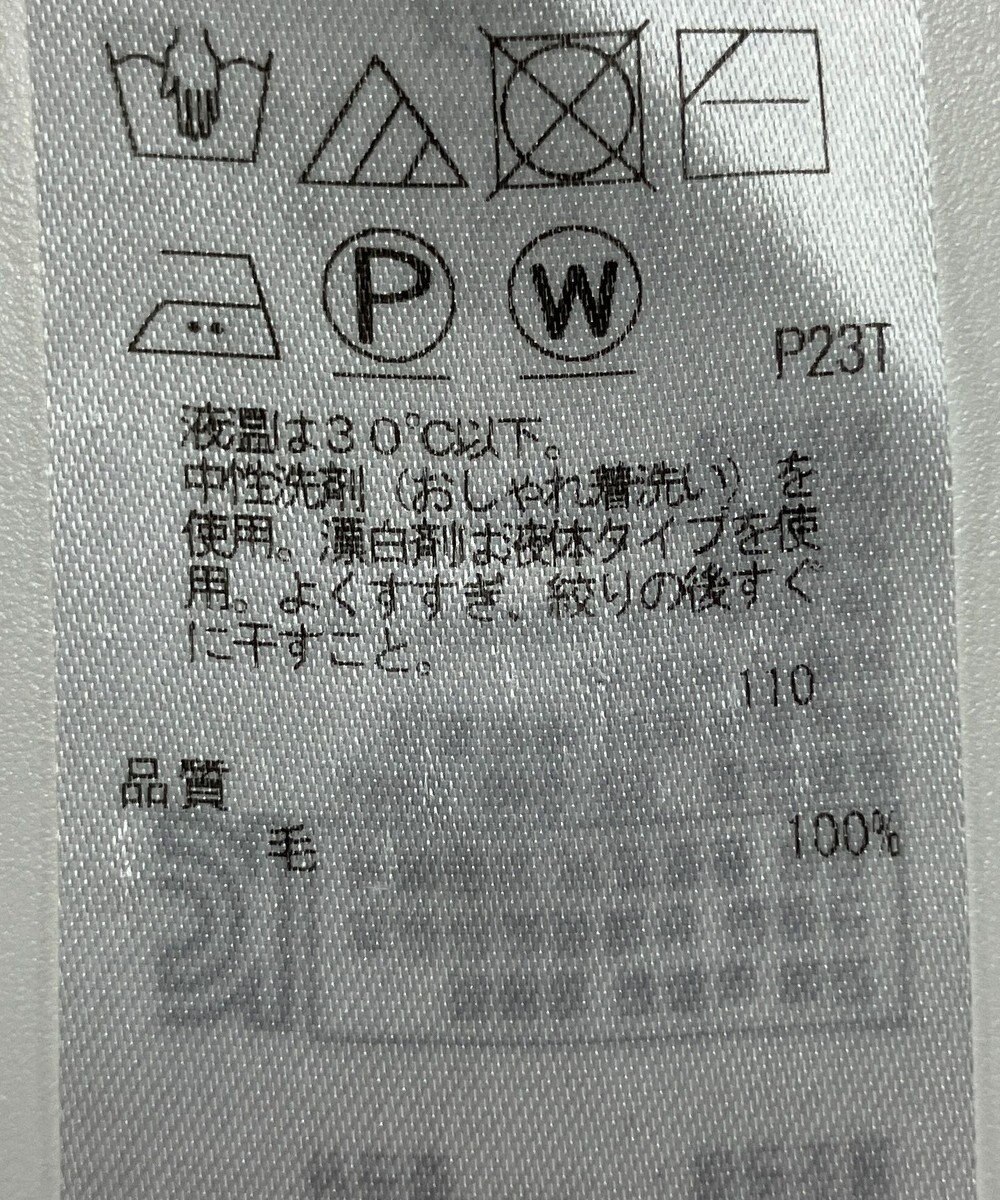 P
W
P23T
液温は30℃以下。
中性洗剤（おしゃれ着洗い）を
使用。漂白剤は液体タイプを使
用。よくすすぎ、絞りの後すぐ
に干すこと。
110
品質
毛 100%